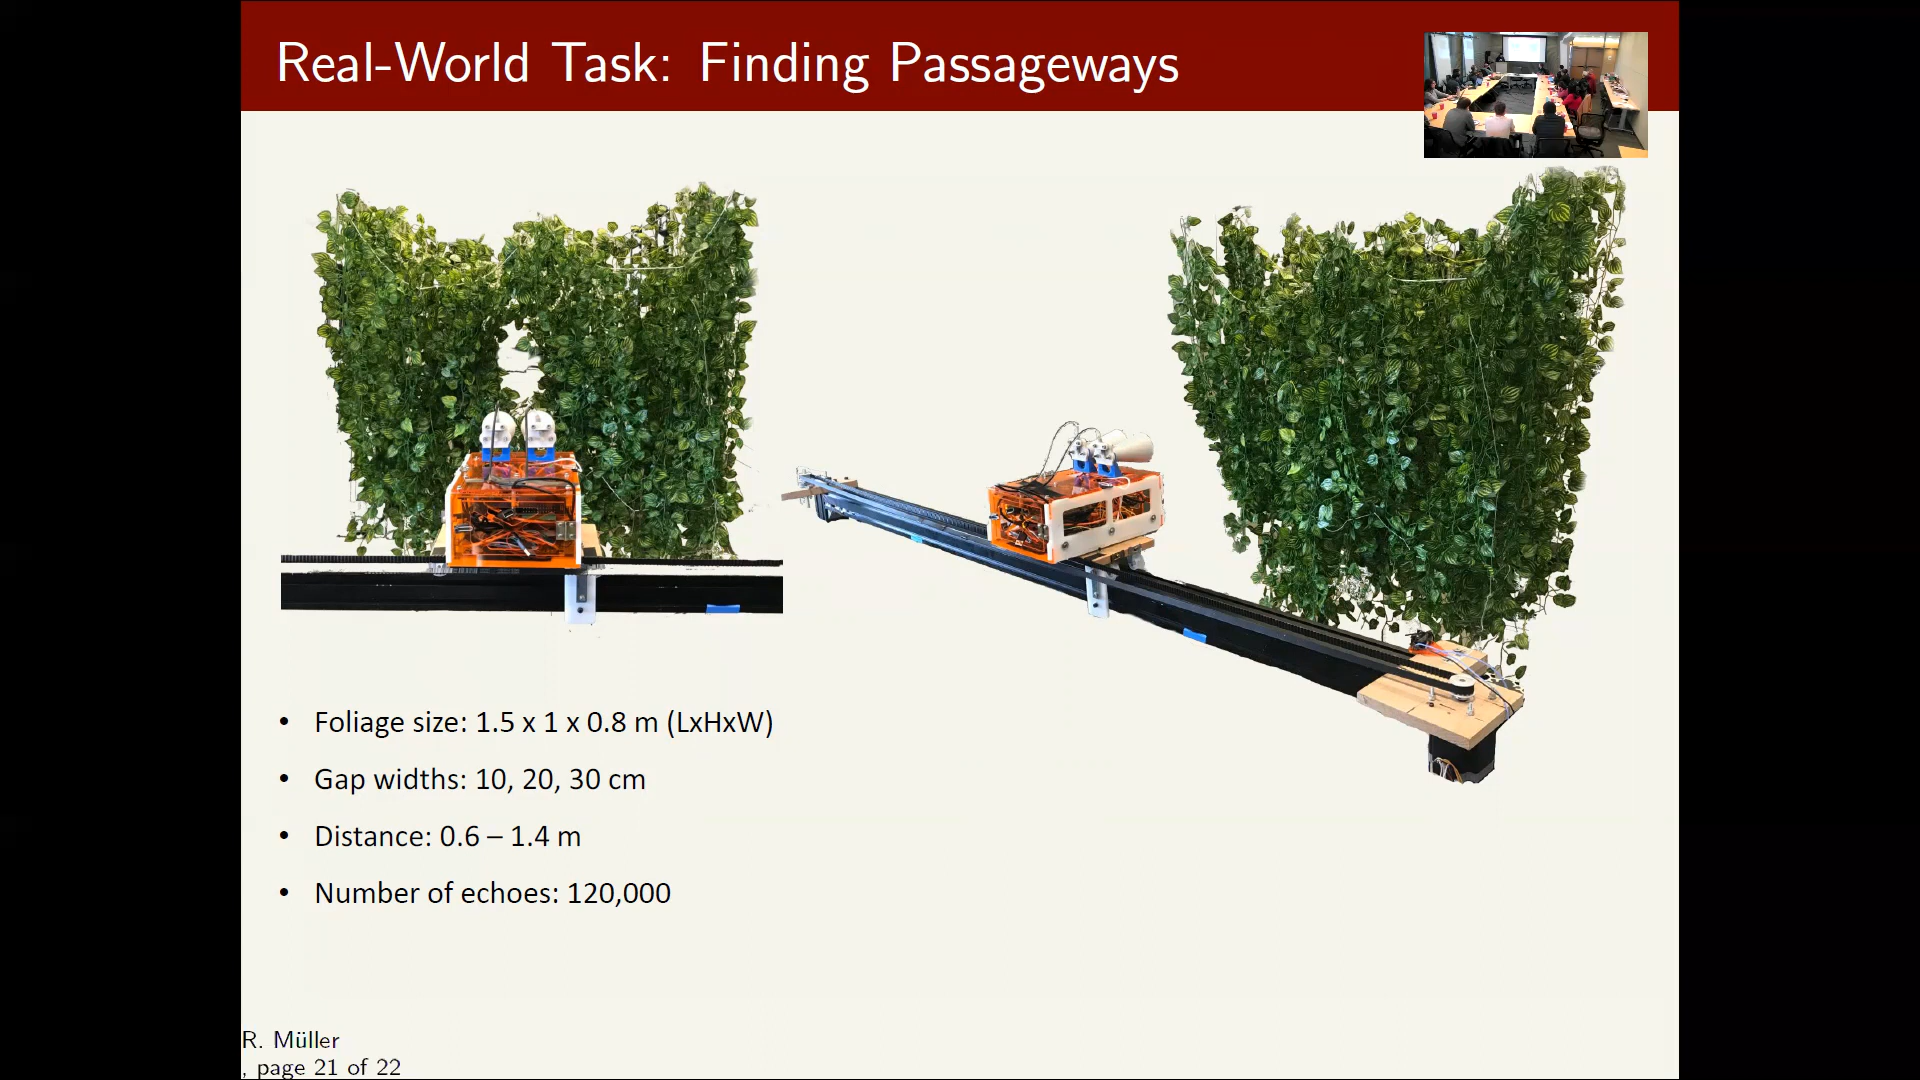 Real-World Task: Finding Passageways
• Foliage size: 1.5 x 1 x 0.8 m (LxHxW)
• Gap widths: 10, 20, 30 cm
• Distance: 0.6 – 1.4 m
• Number of echoes: 120,000
R. Müller
, page 21 of 22